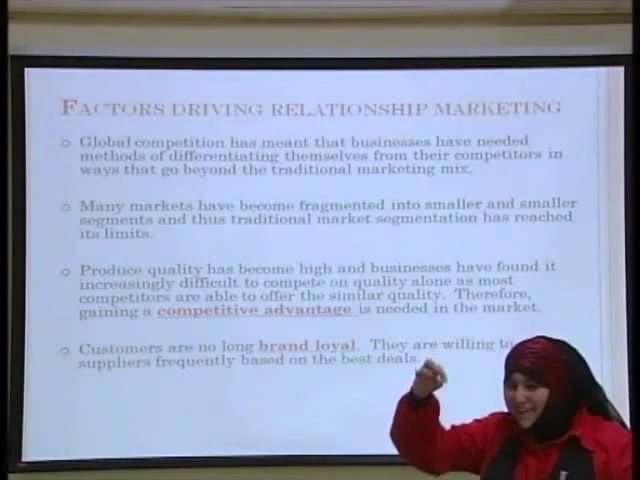 FACTORS DRIVING RELATIONSHIP MARKETING
Global competition has meant that businesses have needed
methods of differentiating themselves from their competitors in
ways that go beyond the traditional marketing mix.
Many markets have become fragmented into smaller and smaller
segments and thus traditional market segmentation has reached
its limits.
Produce quality has become high and businesses have found it
increasingly difficult to compete on quality alone as most
competitors are able to offer the similar quality. Therefore,
gaining a competitive advantage is needed in the market.
Customers are no long brand loyal. They are willing to
suppliers frequently based on the best deals.